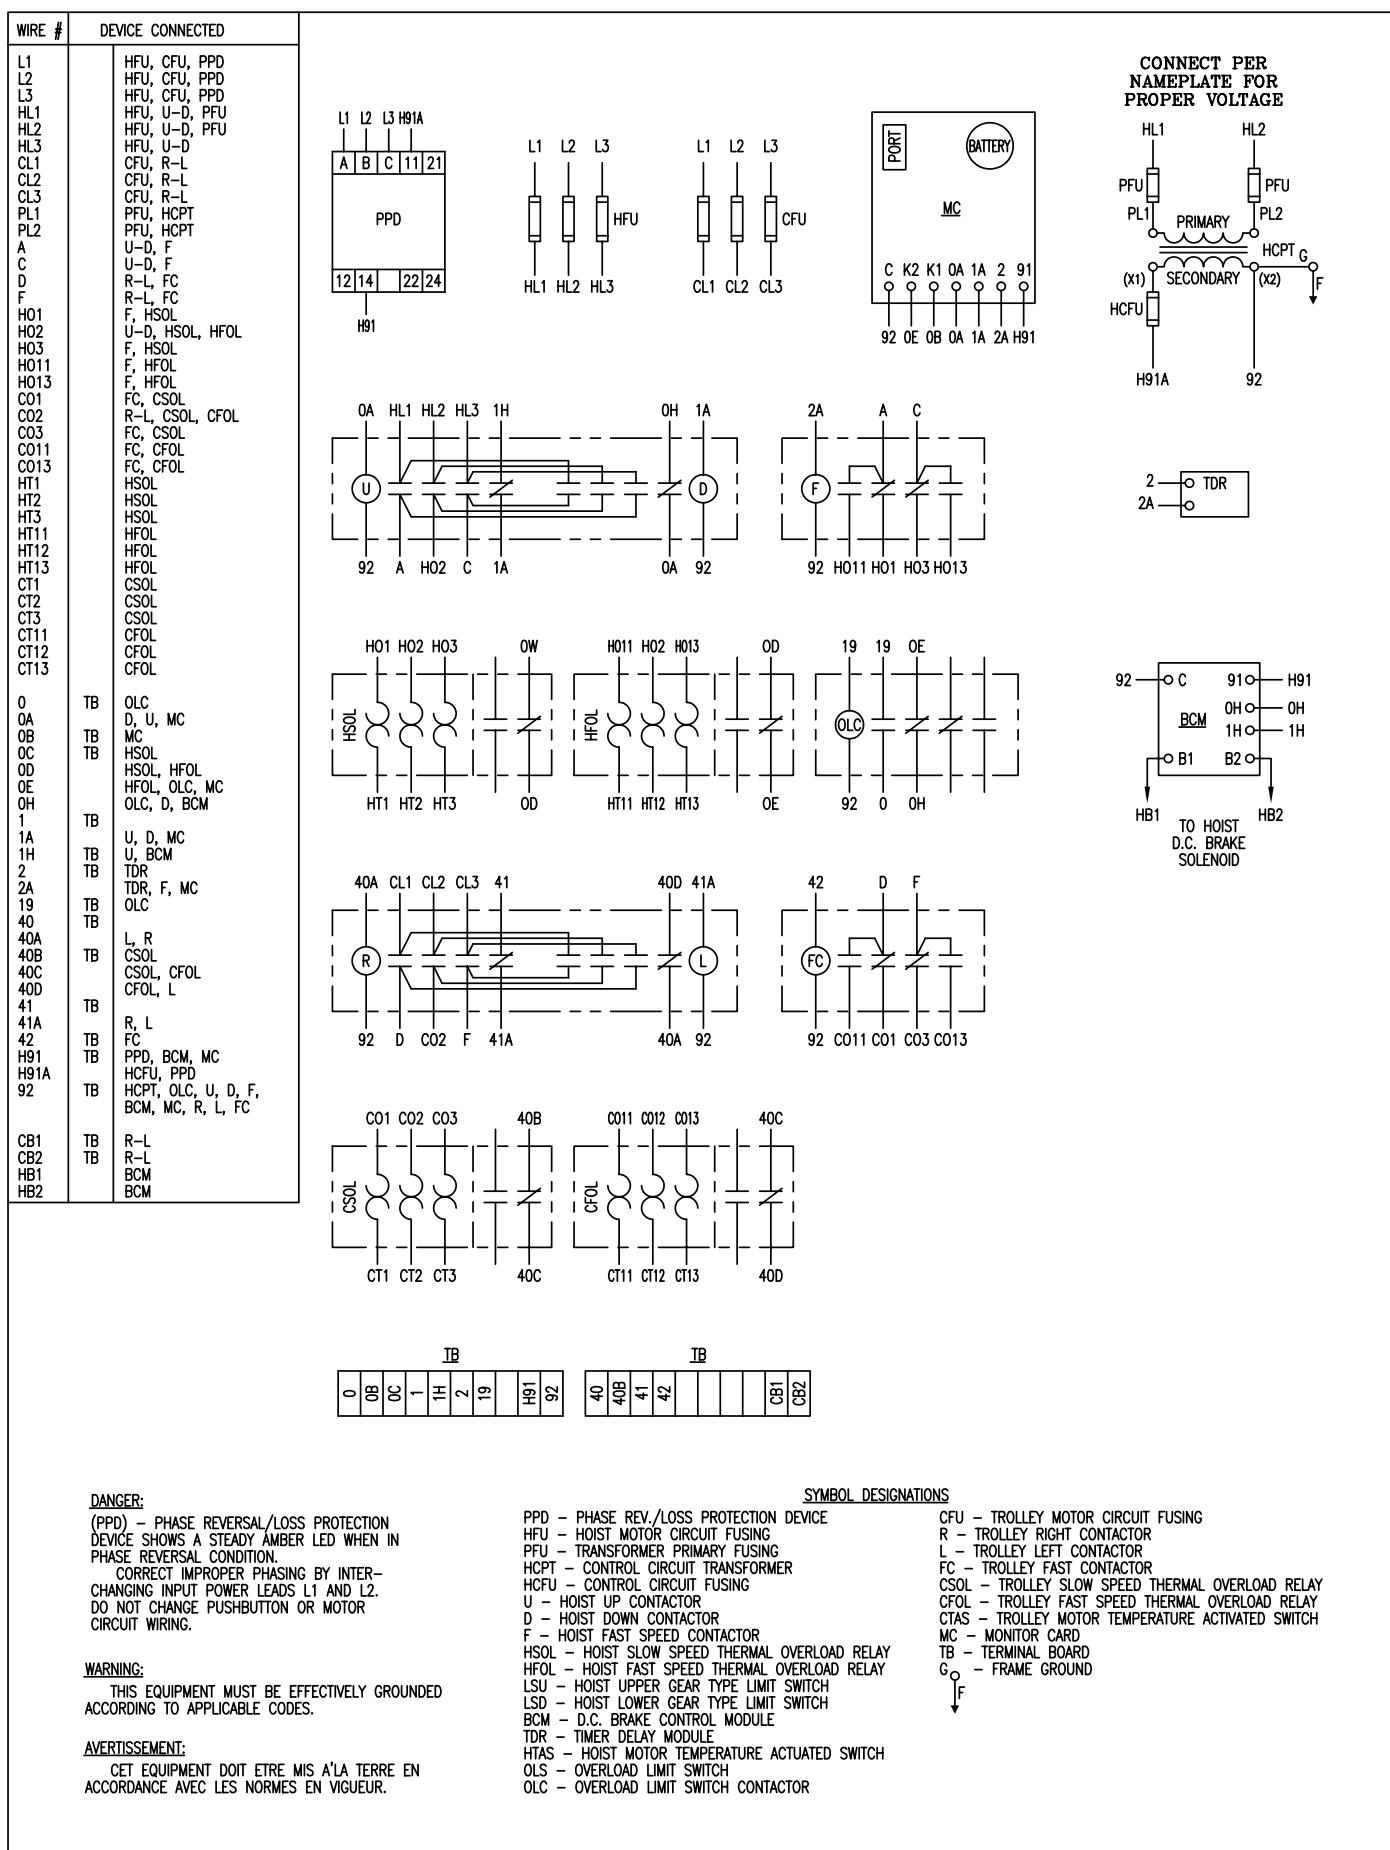 WIRE # DEVICE CONNECTED
L1 HFU, CFU, PPD
L2 HFU, CFU, PPD
L3 HFU, CFU, PPD
HL1 HFU, U-D, PFU
HL2 HFU, U-D, PFU
HL3 HFU, U-D
CL1 CFU, R-L
CL2 CFU, R-L
CL3 CFU, R-L
PL1 PFU, HCPT
PL2 PFU, HCPT
A U-D, F
C U-D, F
D R-L, FC
F R-L, FC
HO1 F, HSOL
HO2 U-D, HSOL, HFOL
HO3 F, HSOL
HO11 F, HFOL
HO13 F, HFOL
CO1 FC, CSOL
CO2 R-L, CSOL, CFOL
CO3 FC, CSOL
CO11 FC, CFOL
CO13 FC, CFOL
HT1 HSOL
HT2 HSOL
HT3 HSOL
HT11 HFOL
HT12 HFOL
HT13 HFOL
CT1 CSOL
CT2 CSOL
CT3 CSOL
CT11 CFOL
CT12 CFOL
CT13 CFOL
0 TB OLC
0A D, U, MC
0B TB MC
0C TB HSOL
0D HSOL, HFOL
0E HFOL, OLC, MC
0H OLC, D, BCM
1 TB
1A U, D, MC
1H TB U, BCM
2 TB TDR
2A TDR, F, MC
19 TB OLC
40 TB
40A L, R
40B TB CSOL
40C CSOL, CFOL
40D CFOL, L
41 TB
41A R, L
42 TB FC
H91 TB PPD, BCM, MC
H91A HCFU, PPD
92 TB HCPT, OLC, U, D, F,
BCM, MC, R, L, FC
CB1 TB R-L
CB2 TB R-L
HB1 BCM
HB2 BCM
L1 L2 L3 H91A
A B C 11 21
PPD
12 14 22 24
H91
L1 L2 L3
HFU
HL1 HL2 HL3
L1 L2 L3
CFU
CL1 CL2 CL3
PORT
BATTERY
MC
C K2 K1 0A 1A 2 91
92 0E 0B 0A 1A 2A H91
CONNECT PER
NAMEPLATE FOR
PROPER VOLTAGE
HL1 HL2
PFU PFU
PL1 PL2
PRIMARY
HCPT G
(X1) SECONDARY (X2) F
HCFU
H91A 92
0A HL1 HL2 HL3 1H 0H 1A
U D
92 A HO2 C 1A 0A 92
2A A C
F
92 HO11 HO1 HO3 HO13
2 TDR
2A
HO1 HO2 HO3 0W
HSOL
HT1 HT2 HT3 0D
HO11 HO2 HO13 0D
HFOL
HT11 HT12 HT13 0E
19 19 0E
OLC
92 0 0H
92 C 91 H91
0H 0H
BCM
1H 1H
B1 B2
HB1 HB2
TO HOIST
D.C. BRAKE
SOLENOID
40A CL1 CL2 CL3 41 40D 41A
R L
92 D CO2 F 41A 40A 92
42 D F
FC
92 CO11 CO1 CO3 CO13
CO1 CO2 CO3 40B
CSOL
CT1 CT2 CT3 40C
CO11 CO12 CO13 40C
CFOL
CT11 CT12 CT13 40D
TB
0 0B 0C 1 1H 2 19 H91 92
TB
40 40B 41 42 CB1 CB2
DANGER:
(PPD) - PHASE REVERSAL/LOSS PROTECTION
DEVICE SHOWS A STEADY AMBER LED WHEN IN
PHASE REVERSAL CONDITION.
CORRECT IMPROPER PHASING BY INTER-
CHANGING INPUT POWER LEADS L1 AND L2.
DO NOT CHANGE PUSHBUTTON OR MOTOR
CIRCUIT WIRING.
WARNING:
THIS EQUIPMENT MUST BE EFFECTIVELY GROUNDED
ACCORDING TO APPLICABLE CODES.
AVERTISSEMENT:
CET EQUIPMENT DOIT ETRE MIS A'LA TERRE EN
ACCORDANCE AVEC LES NORMES EN VIGUEUR.
SYMBOL DESIGNATIONS
PPD - PHASE REV./LOSS PROTECTION DEVICE
HFU - HOIST MOTOR CIRCUIT FUSING
PFU - TRANSFORMER PRIMARY FUSING
HCPT - CONTROL CIRCUIT TRANSFORMER
HCFU - CONTROL CIRCUIT FUSING
U - HOIST UP CONTACTOR
D - HOIST DOWN CONTACTOR
F - HOIST FAST SPEED CONTACTOR
HSOL - HOIST SLOW SPEED THERMAL OVERLOAD RELAY
HFOL - HOIST FAST SPEED THERMAL OVERLOAD RELAY
LSU - HOIST UPPER GEAR TYPE LIMIT SWITCH
LSD - HOIST LOWER GEAR TYPE LIMIT SWITCH
BCM - D.C. BRAKE CONTROL MODULE
TDR - TIMER DELAY MODULE
HTAS - HOIST MOTOR TEMPERATURE ACTUATED SWITCH
OLS - OVERLOAD LIMIT SWITCH
OLC - OVERLOAD LIMIT SWITCH CONTACTOR
CFU - TROLLEY MOTOR CIRCUIT FUSING
R - TROLLEY RIGHT CONTACTOR
L - TROLLEY LEFT CONTACTOR
FC - TROLLEY FAST CONTACTOR
CSOL - TROLLEY SLOW SPEED THERMAL OVERLOAD RELAY
CFOL - TROLLEY FAST SPEED THERMAL OVERLOAD RELAY
CTAS - TROLLEY MOTOR TEMPERATURE ACTIVATED SWITCH
MC - MONITOR CARD
TB - TERMINAL BOARD
G - FRAME GROUND
F